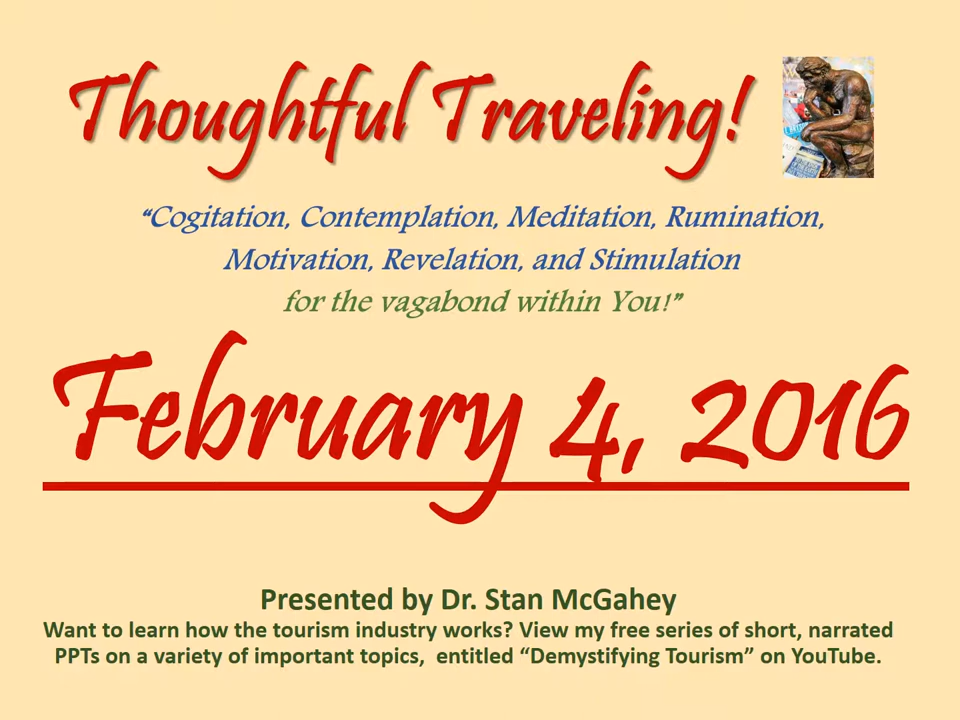 Thoughtful Traveling!
“Cogitation, Contemplation, Meditation, Rumination,
Motivation, Revelation, and Stimulation
for the vagabond within You!”
February 4, 2016
Presented by Dr. Stan McGahey
Want to learn how the tourism industry works? View my free series of short, narrated
PPTs on a variety of important topics,  entitled “Demystifying Tourism” on YouTube.